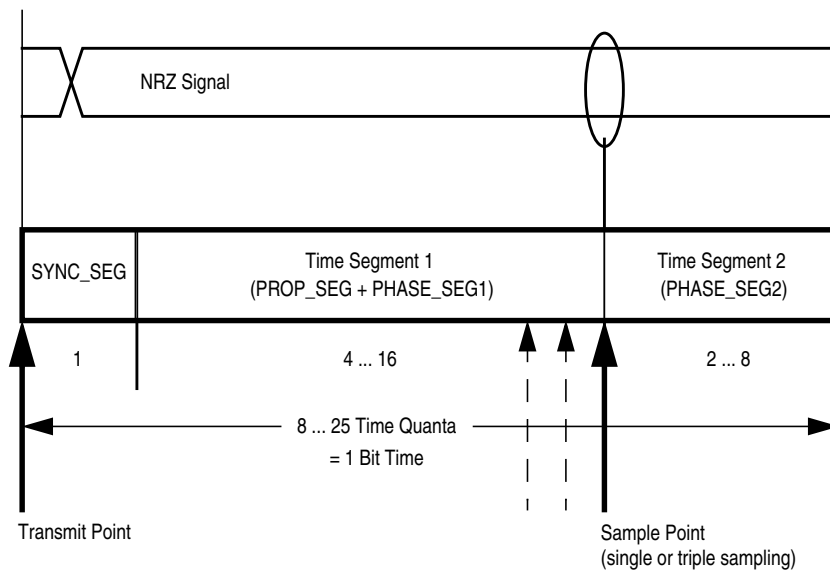 NRZ Signal
SYNC_SEG
Time Segment 1
(PROP_SEG + PHASE_SEG1)
Time Segment 2
(PHASE_SEG2)
1
4 ... 16
2 ... 8
8 ... 25 Time Quanta
= 1 Bit Time
Transmit Point
Sample Point
(single or triple sampling)